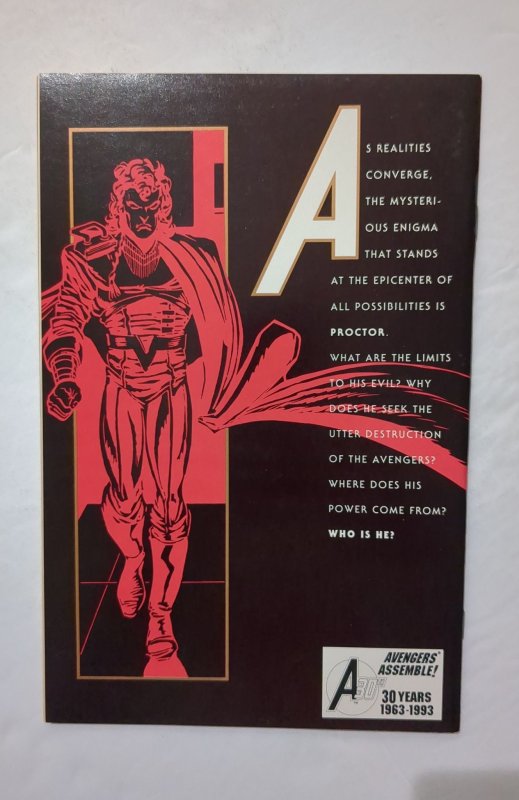 AS REALITIES
CONVERGE,
THE MYSTERI-
OUS ENIGMA
THAT STANDS
AT THE EPICENTER OF
ALL POSSIBILITIES IS
PROCTOR.
WHAT ARE THE LIMITS
TO HIS EVIL? WHY
DOES HE SEEK THE
UTTER DESTRUCTION
OF THE AVENGERS?
WHERE DOES HIS
POWER COME FROM?
WHO IS HE?
AVENGERS
ASSEMBLE!
A 30TH
30 YEARS
1963-1993